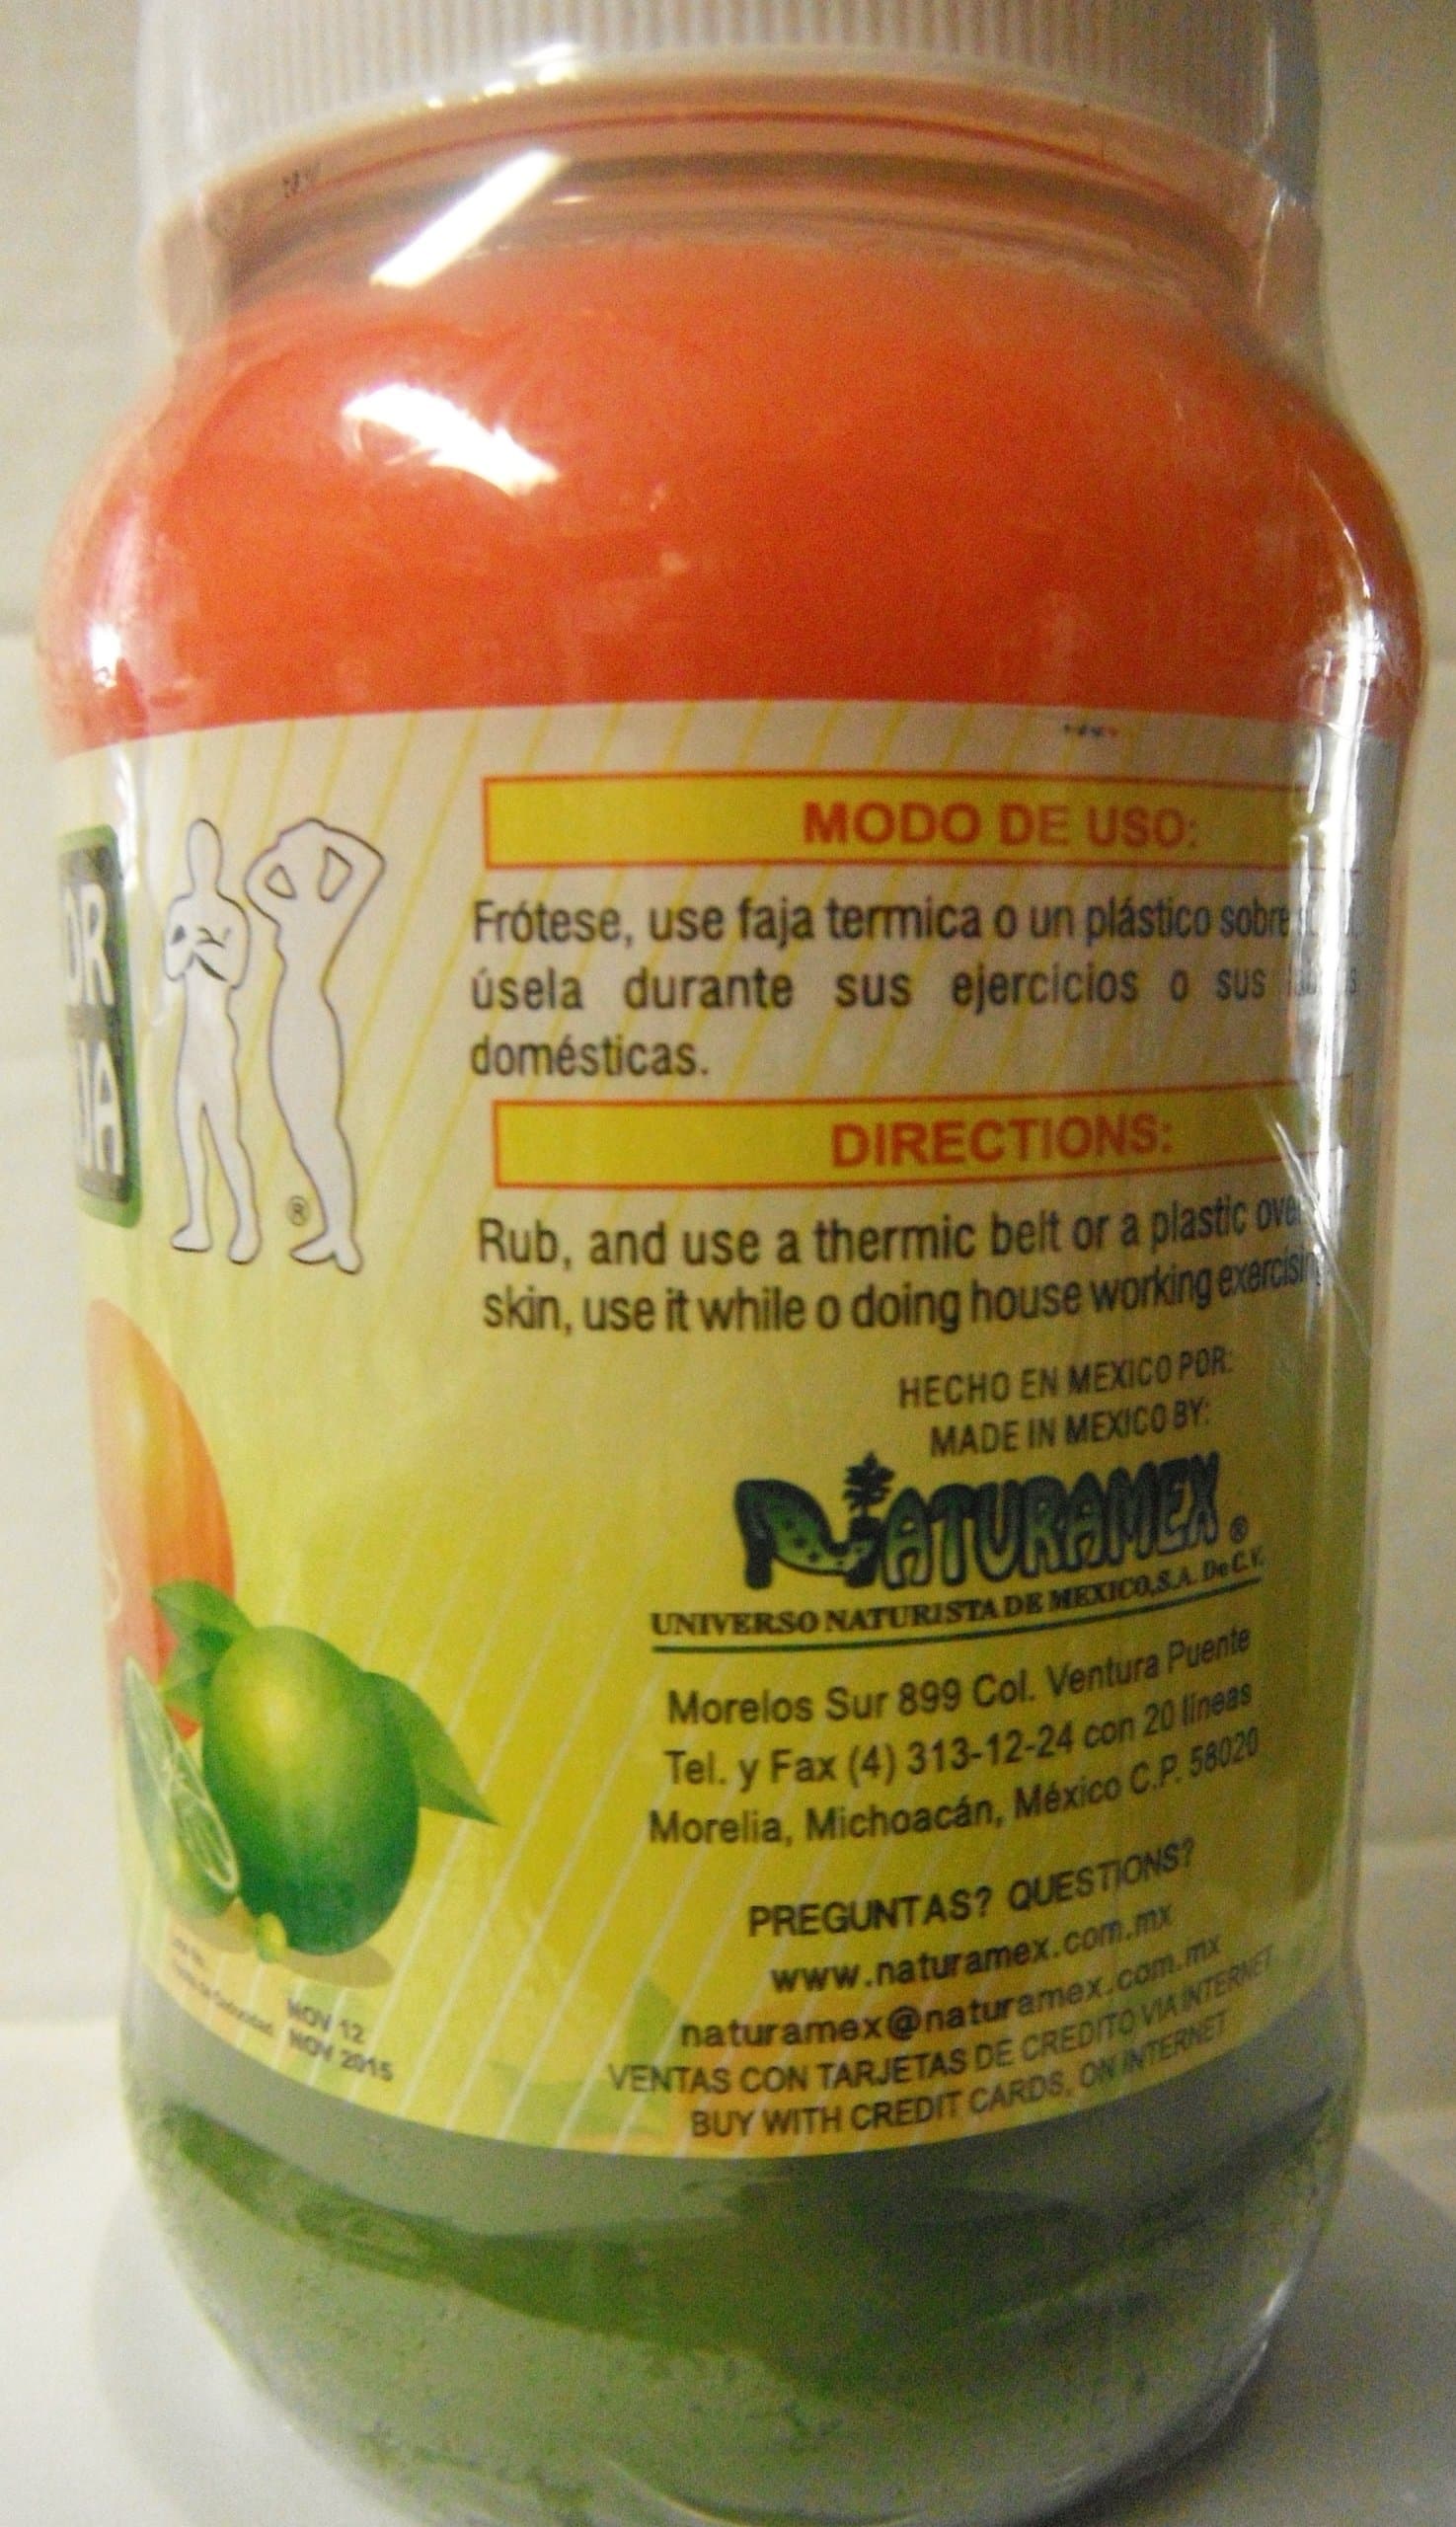 MODO DE USO:
Frótese, use faja termica o un plástico sobre
úsela durante sus ejercicios o sus
domésticas.
DIRECTIONS:
Rub, and use a thermic belt or a plastic over
skin, use it while o doing house working exercising
®
HECHO EN MEXICO POR:
MADE IN MEXICO BY:
NATURAMEX ®
UNIVERSO NATURISTA DE MEXICO,S.A. De C.V.
Morelos Sur 899 Col. Ventura Puente
Tel. y Fax (4) 313-12-24 con 20 líneas
Morelia, Michoacán, México C.P. 58020
PREGUNTAS? QUESTIONS?
www.naturamex.com.mx
naturamex@naturamex.com.mx
VENTAS CON TARJETAS DE CREDITO VIA INTERNET
BUY WITH CREDIT CARDS, ON INTERNET
NOV 12
NOV 2015